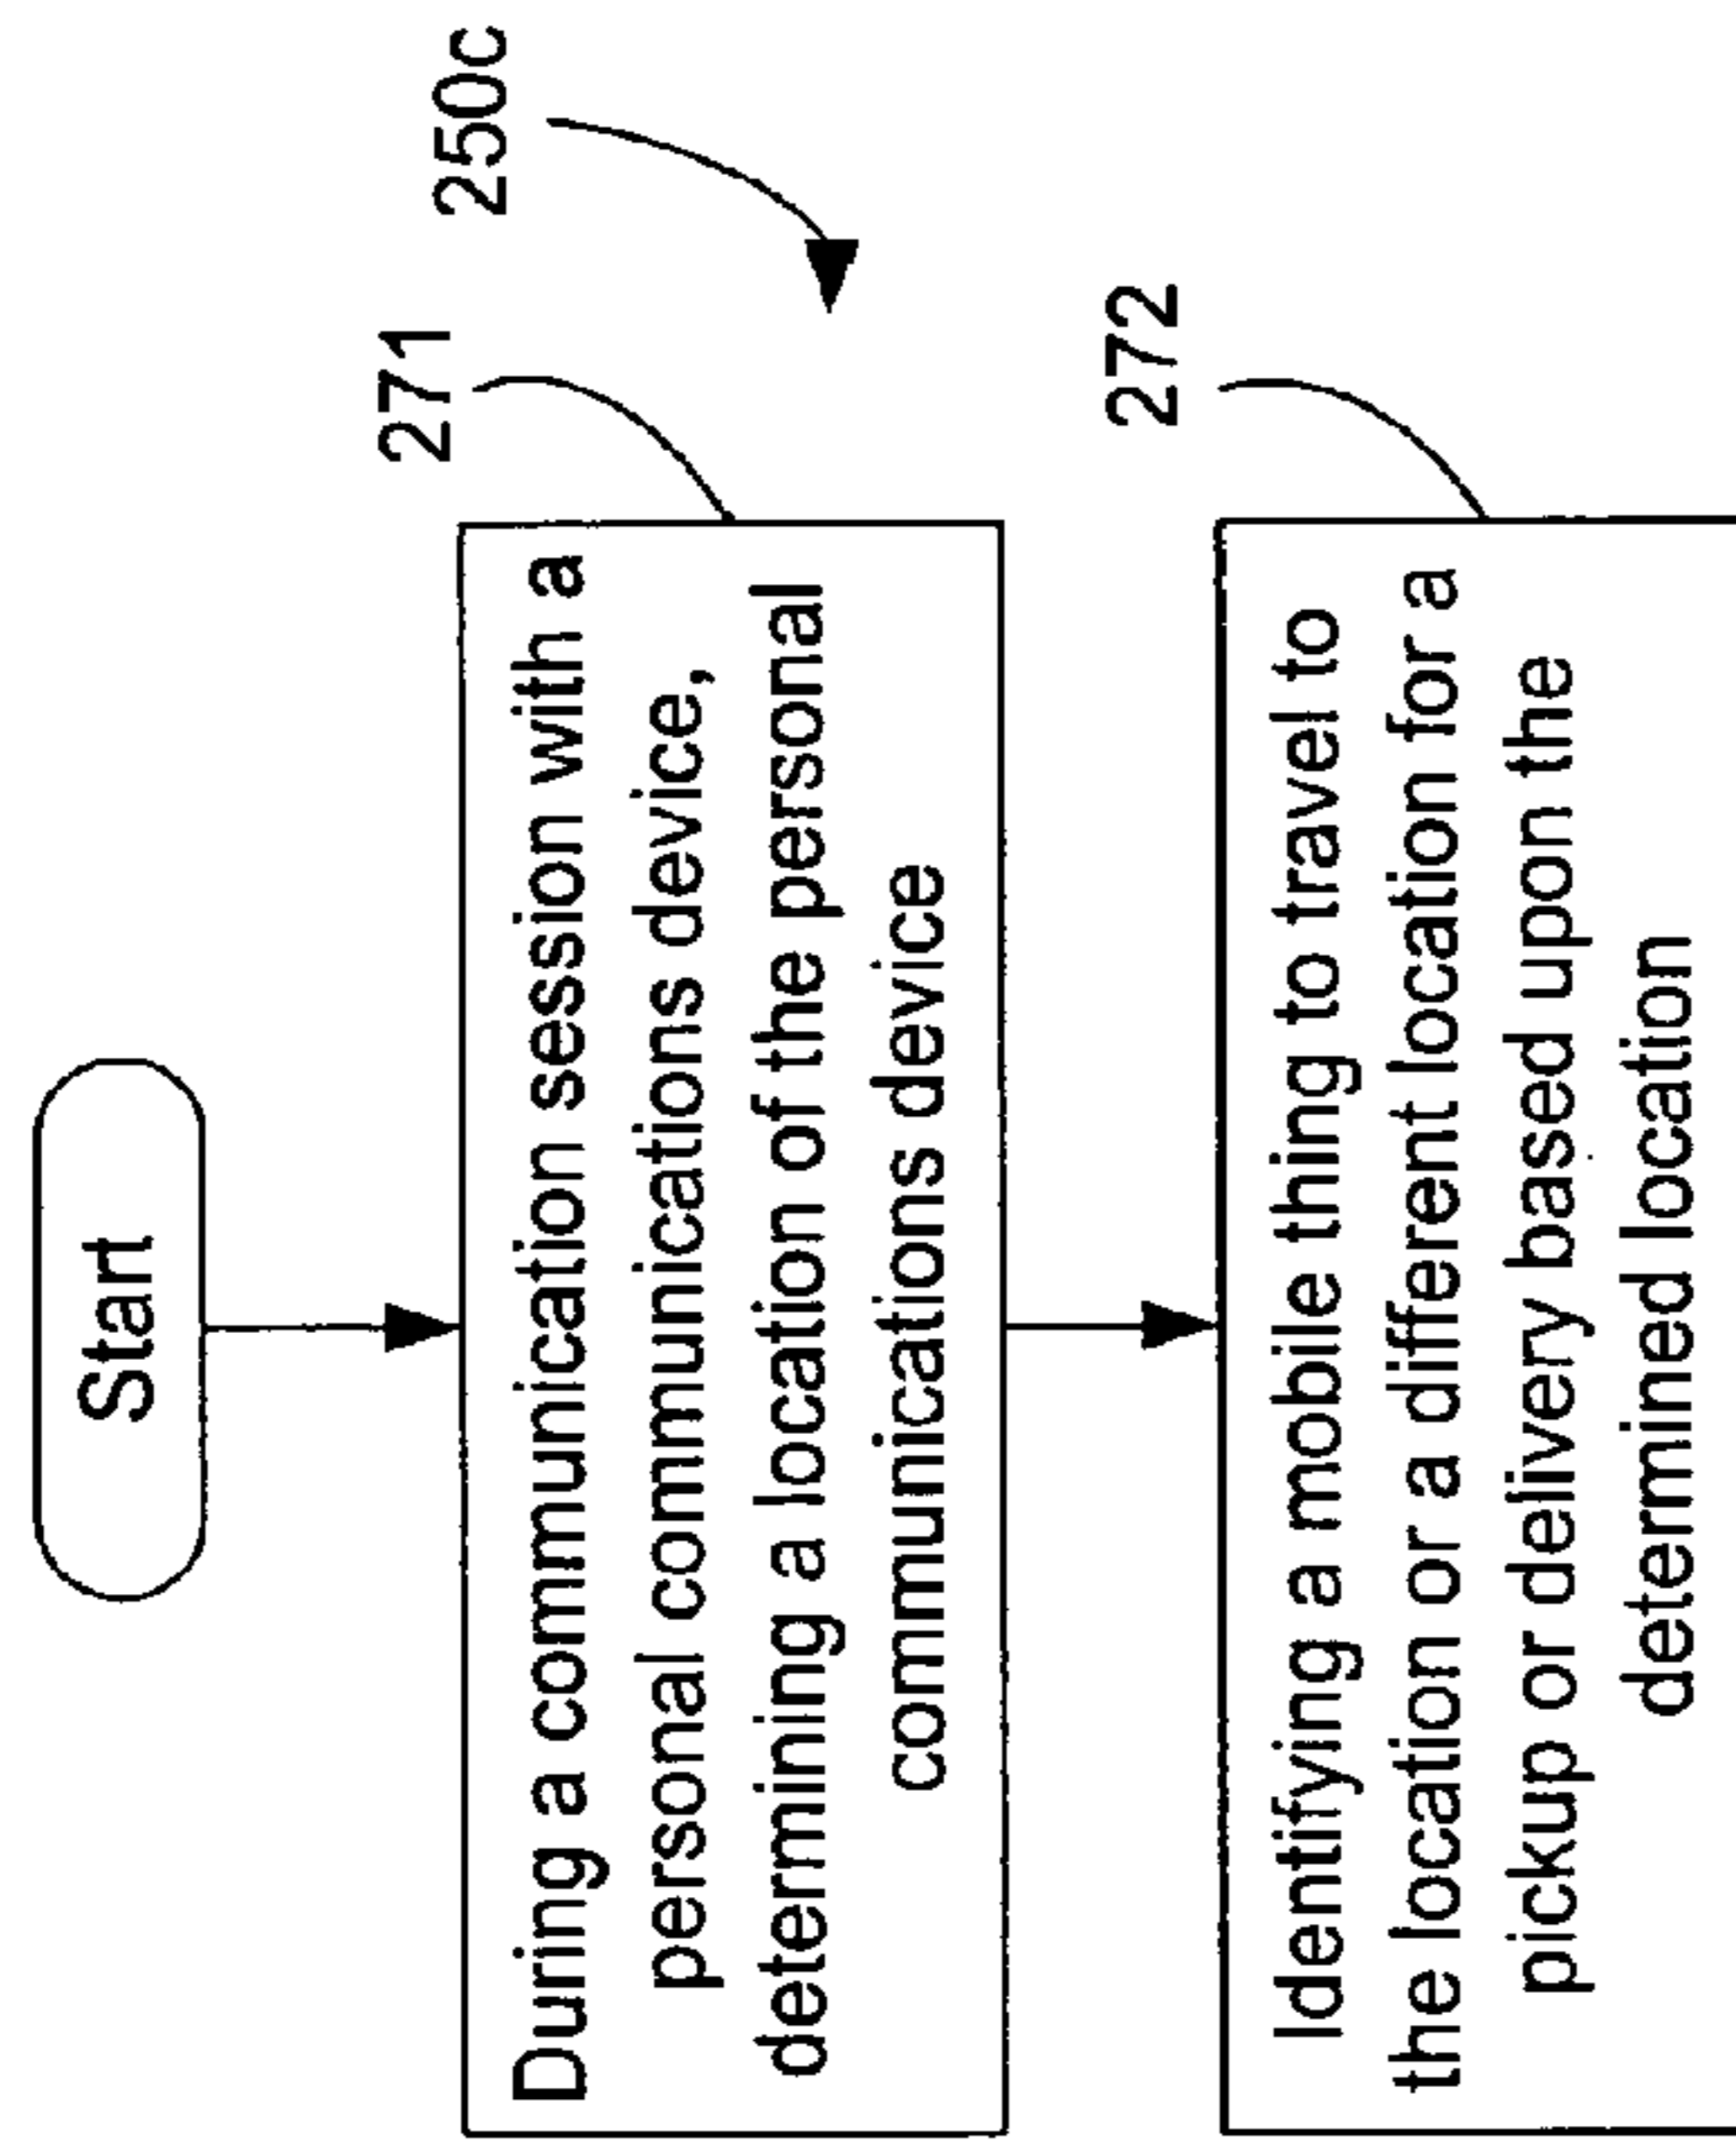 Start
250c
271
During a communication session with a
personal communications device,
determining a location of the personal
communications device
272
Identifying a mobile thing to travel to
the location or a different location for a
pickup or delivery based upon the
determined location